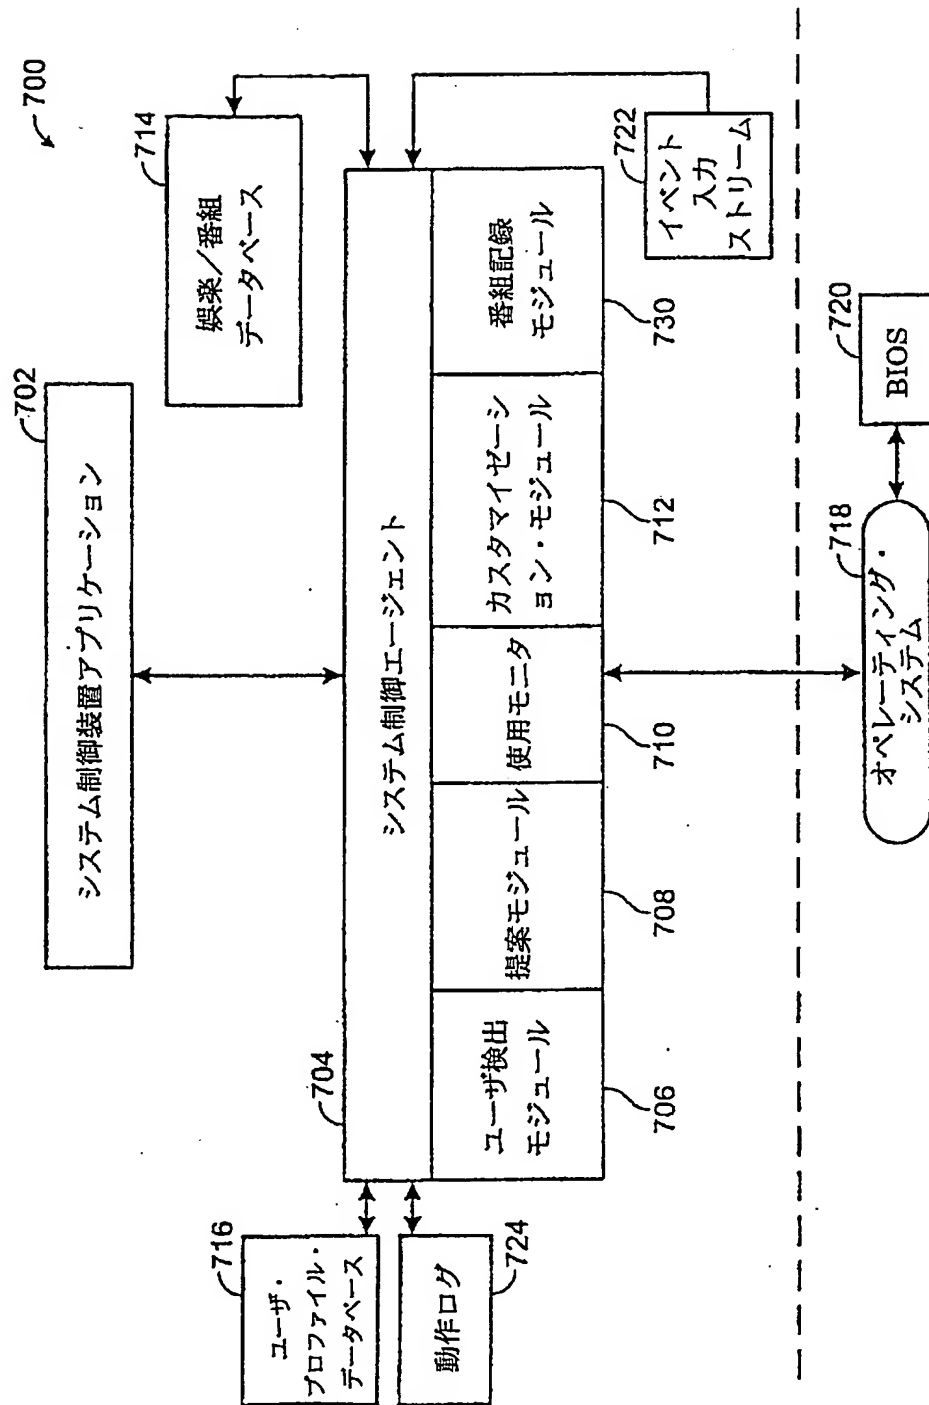 700
702
システム制御装置アプリケーション
714
娯楽/番組
データベース
716
ユーザ・
プロファイル・
データベース
704
システム制御エージェント
724
動作ログ
ユーザ検出
モジュール
提案モジュール
使用モニタ
カスタマイゼーシ
ョン・モジュール
番組記録
モジュール
706
708
710
712
730
722
イベント
入力
ストリーム
718
オペレーティング・
システム
720
BIOS